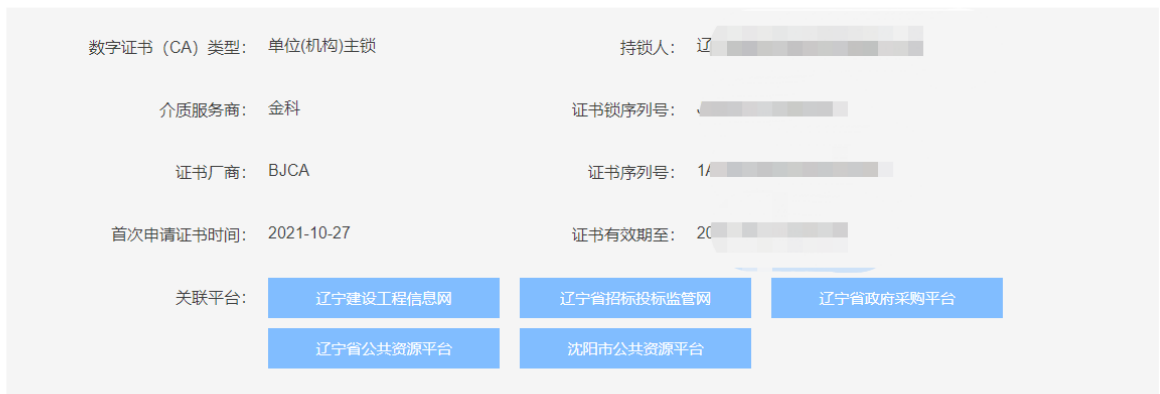 数字证书（CA）类型： 单位(机构)主锁 持锁人： 辽
介质服务商： 金科 证书锁序列号：
证书厂商： BJCA 证书序列号： 1
首次申请证书时间： 2021-10-27 证书有效期至： 20
关联平台： 辽宁建设工程信息网 辽宁省招标投标监管网 辽宁省政府采购平台
辽宁省公共资源平台 沈阳市公共资源平台